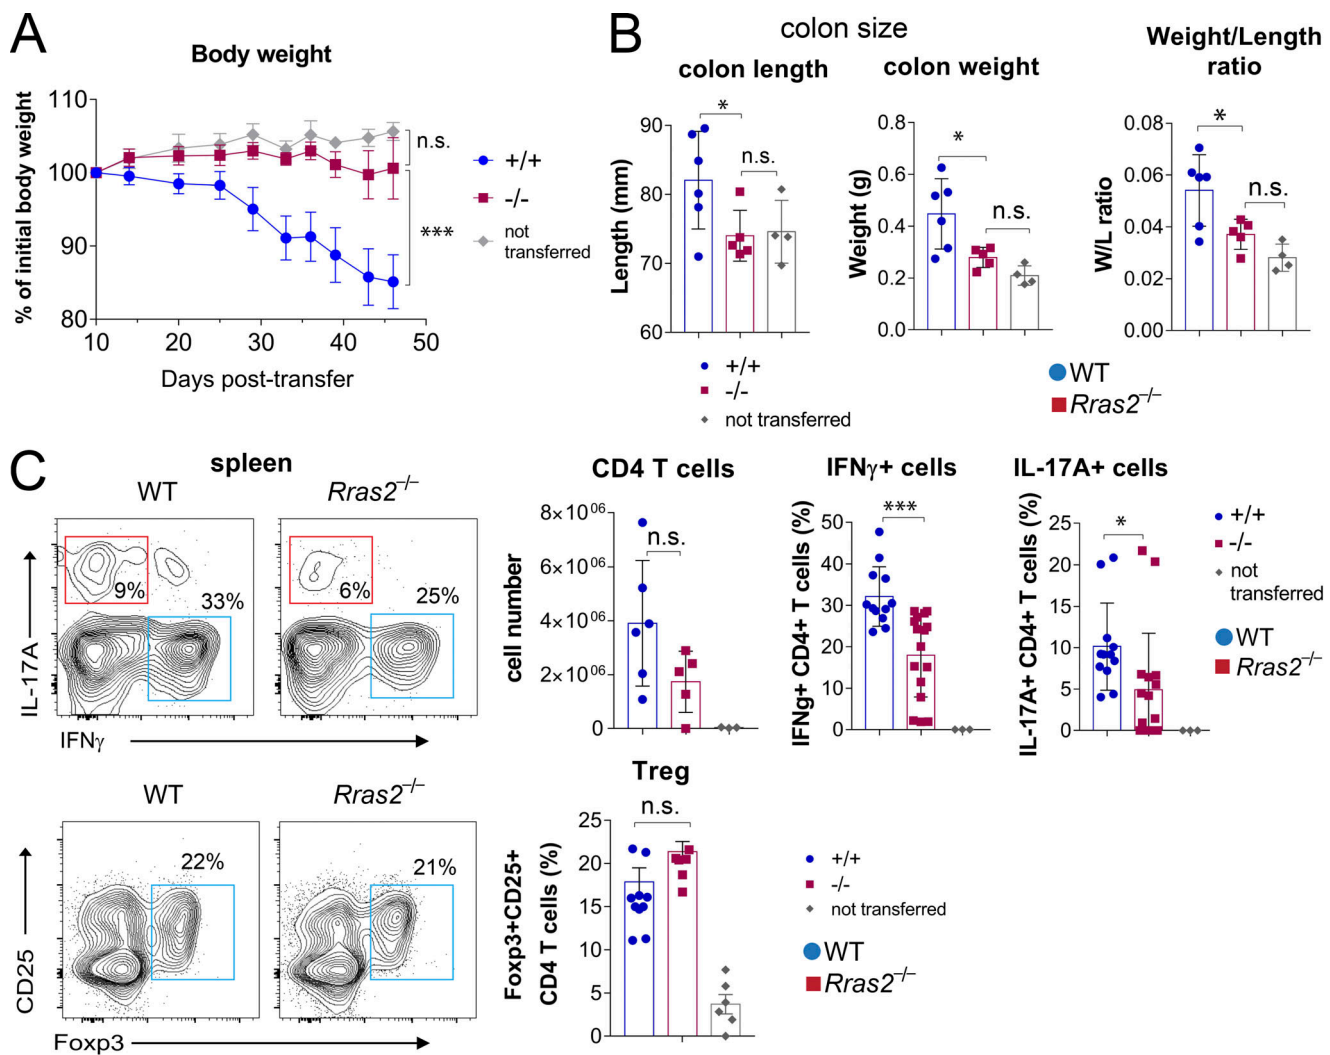 A
Body weight
% of initial body weight
110
100
90
80
10
20
30
40
50
Days post-transfer
n.s.
***
+/+
-/-
not
transferred
B
colon size
colon length
Length (mm)
90
80
70
60
*
n.s.
colon weight
Weight (g)
0.8
0.6
0.4
0.2
0.0
*
n.s.
Weight/Length
ratio
W/L ratio
0.08
0.06
0.04
0.02
0.00
*
n.s.
+/+
-/-
not transferred
WT
Rras2–/–
C
spleen
WT
Rras2–/–
9%
33%
6%
25%
IL-17A
IFNγ
CD4 T cells
cell number
8×10 06
6×10 06
4×10 06
2×10 06
0
n.s.
IFNγ+ cells
IFNg+ CD4+ T cells (%)
50
40
30
20
10
0
***
IL-17A+ cells
IL-17A+ CD4+ T cells (%)
25
20
15
10
5
0
*
+/+
-/-
not
transferred
WT
Rras2–/–
WT
Rras2–/–
22%
21%
CD25
Foxp3
Treg
Foxp3+CD25+
CD4 T cells (%)
25
20
15
10
5
0
n.s.
+/+
-/-
not transferred
WT
Rras2–/–